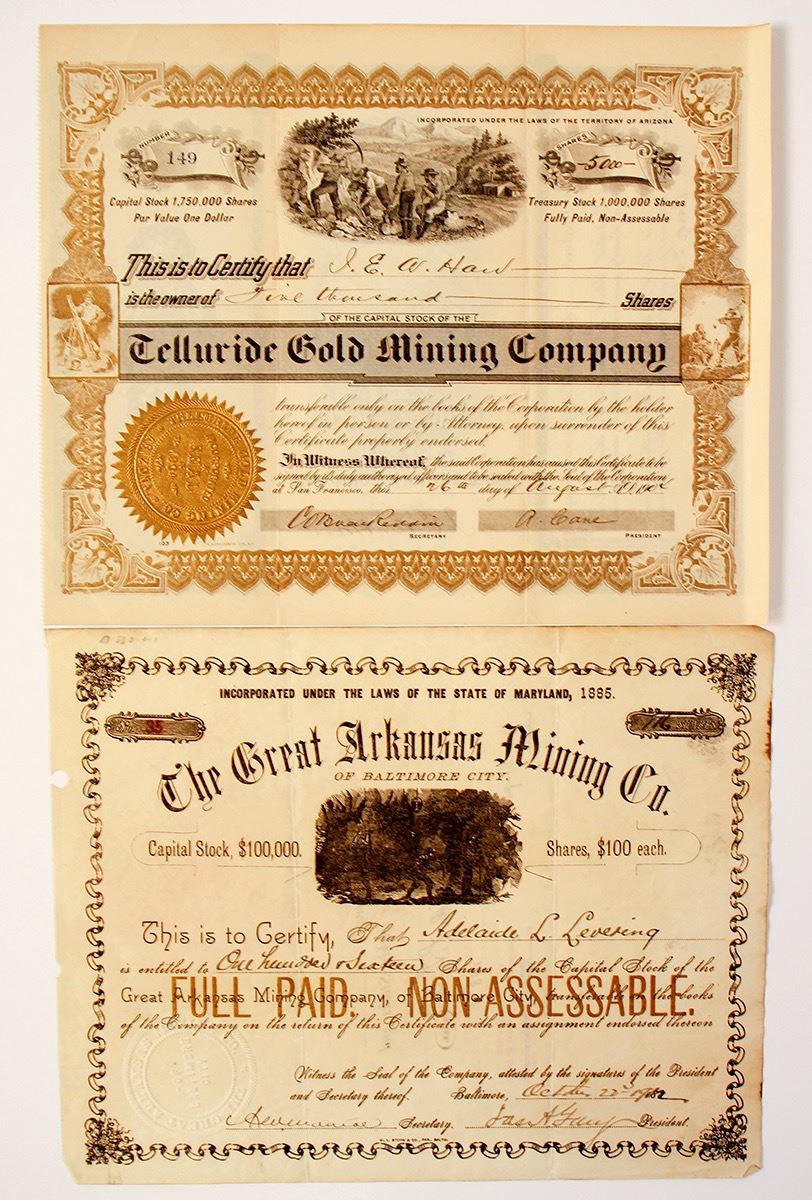 INCORPORATED UNDER THE LAWS OF THE TERRITORY OF ARIZONA
NUMBER
149
SHARES
5000
Capital Stock 1,750,000 Shares
Par Value One Dollar
Treasury Stock 1,000,000 Shares
Fully Paid, Non-Assessable
This is to Certify that J. E. W.
is the owner of Five thousand Shares
OF THE CAPITAL STOCK OF THE
Telluride Gold Mining Company
transferable only on the books of the Corporation by the holder
hereof in person or by Attorney, upon surrender of this
Certificate properly endorsed.
In Witness Whereof, the said Corporation has caused this Certificate to be
signed by its duly authorized officers and to be sealed with the Seal of the Corporation
at San Francisco, this 26th day of August
A. Cane
SECRETARY
PRESIDENT
103
INCORPORATED UNDER THE LAWS OF THE STATE OF MARYLAND, 1885.
No. 35
116 SHARES
The Great Arkansas Mining Co.
OF BALTIMORE CITY.
Capital Stock, $100,000.
Shares, $100 each.
This is to Certify, That Adelaide L. Levering
is entitled to One hundred & Sixteen Shares of the Capital Stock of the
Great Arkansas Mining Company, of Baltimore City, transferable on the books
FULL PAID. NON-ASSESSABLE.
of the Company on the return of this Certificate with an assignment endorsed thereon
Witness the Seal of the Company, attested by the signatures of the President
and Secretary thereof. Baltimore, 22
Secretary. President.